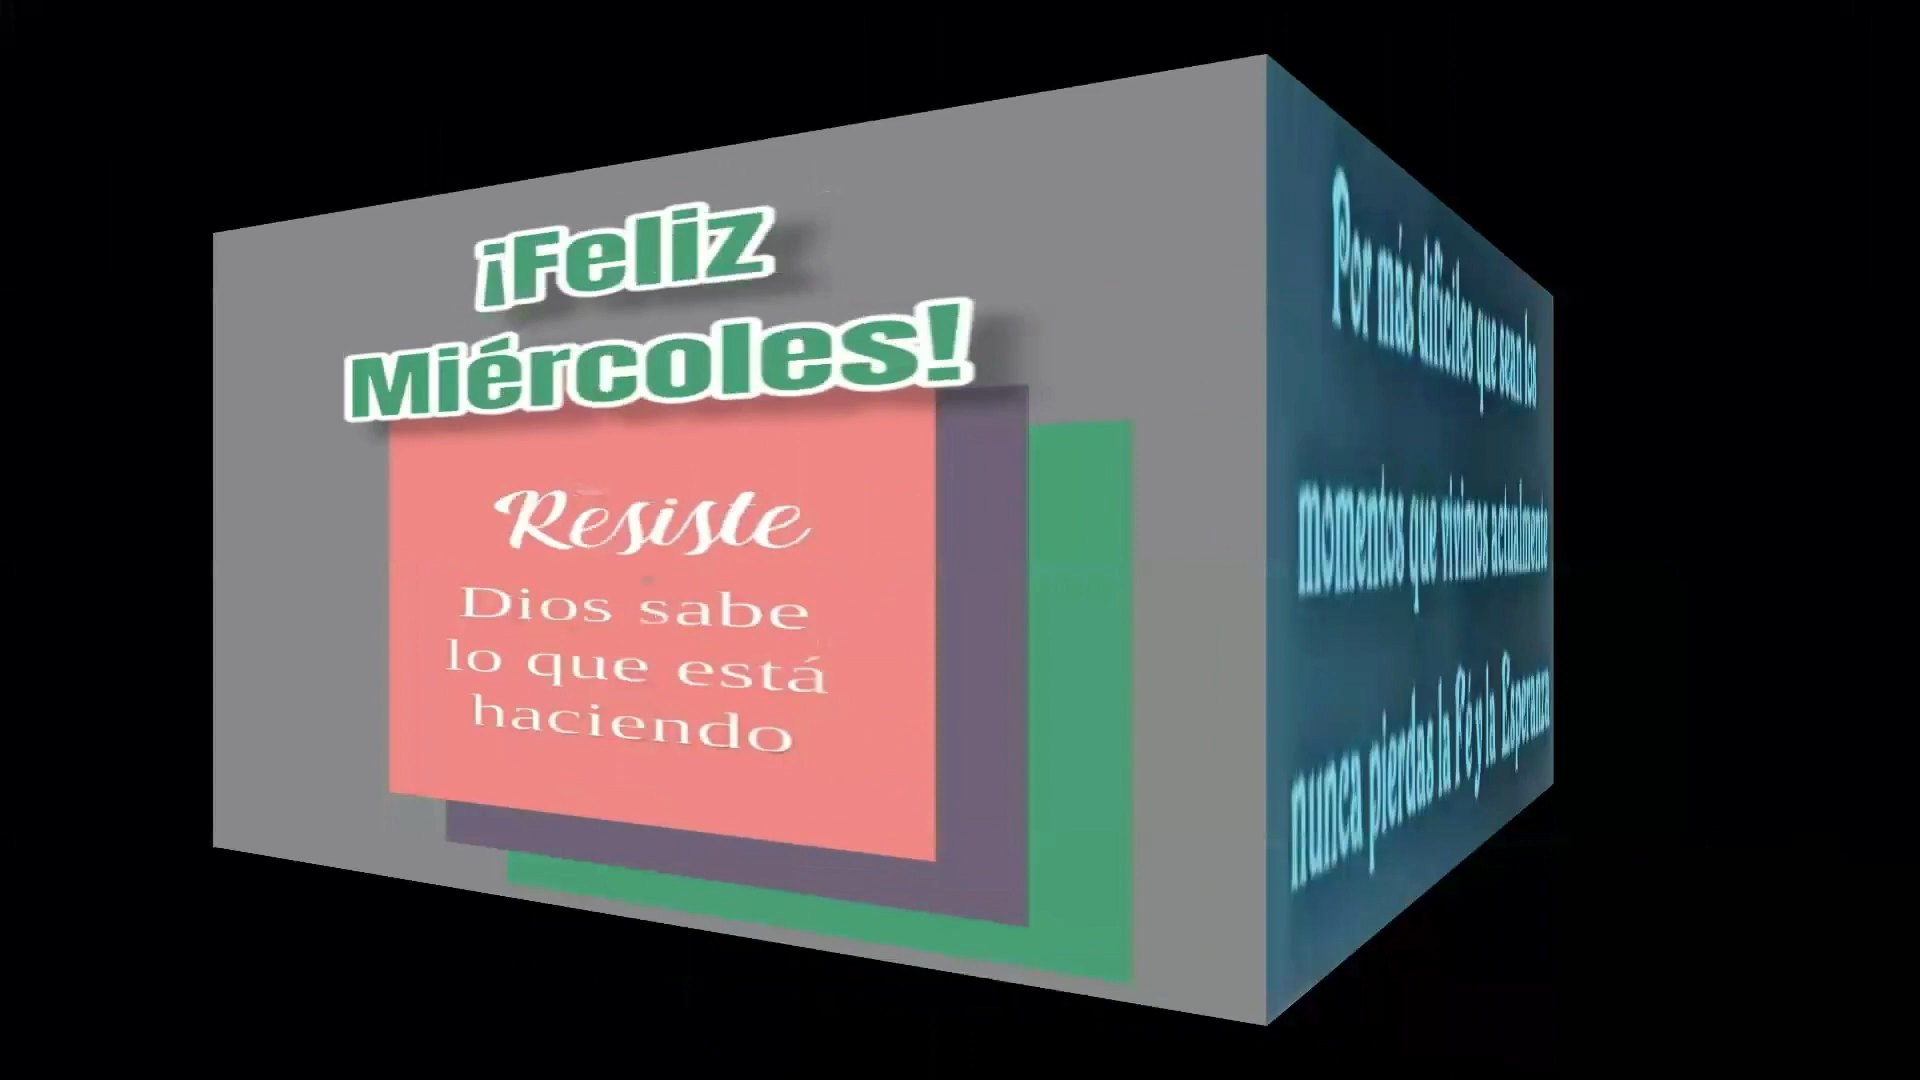 ¡Feliz
Miércoles!
Resiste
Dios sabe
lo que está
haciendo
Por más difíciles que sean los
momentos que vivimos actualmente
nunca pierdas la Fé y la Esperanza